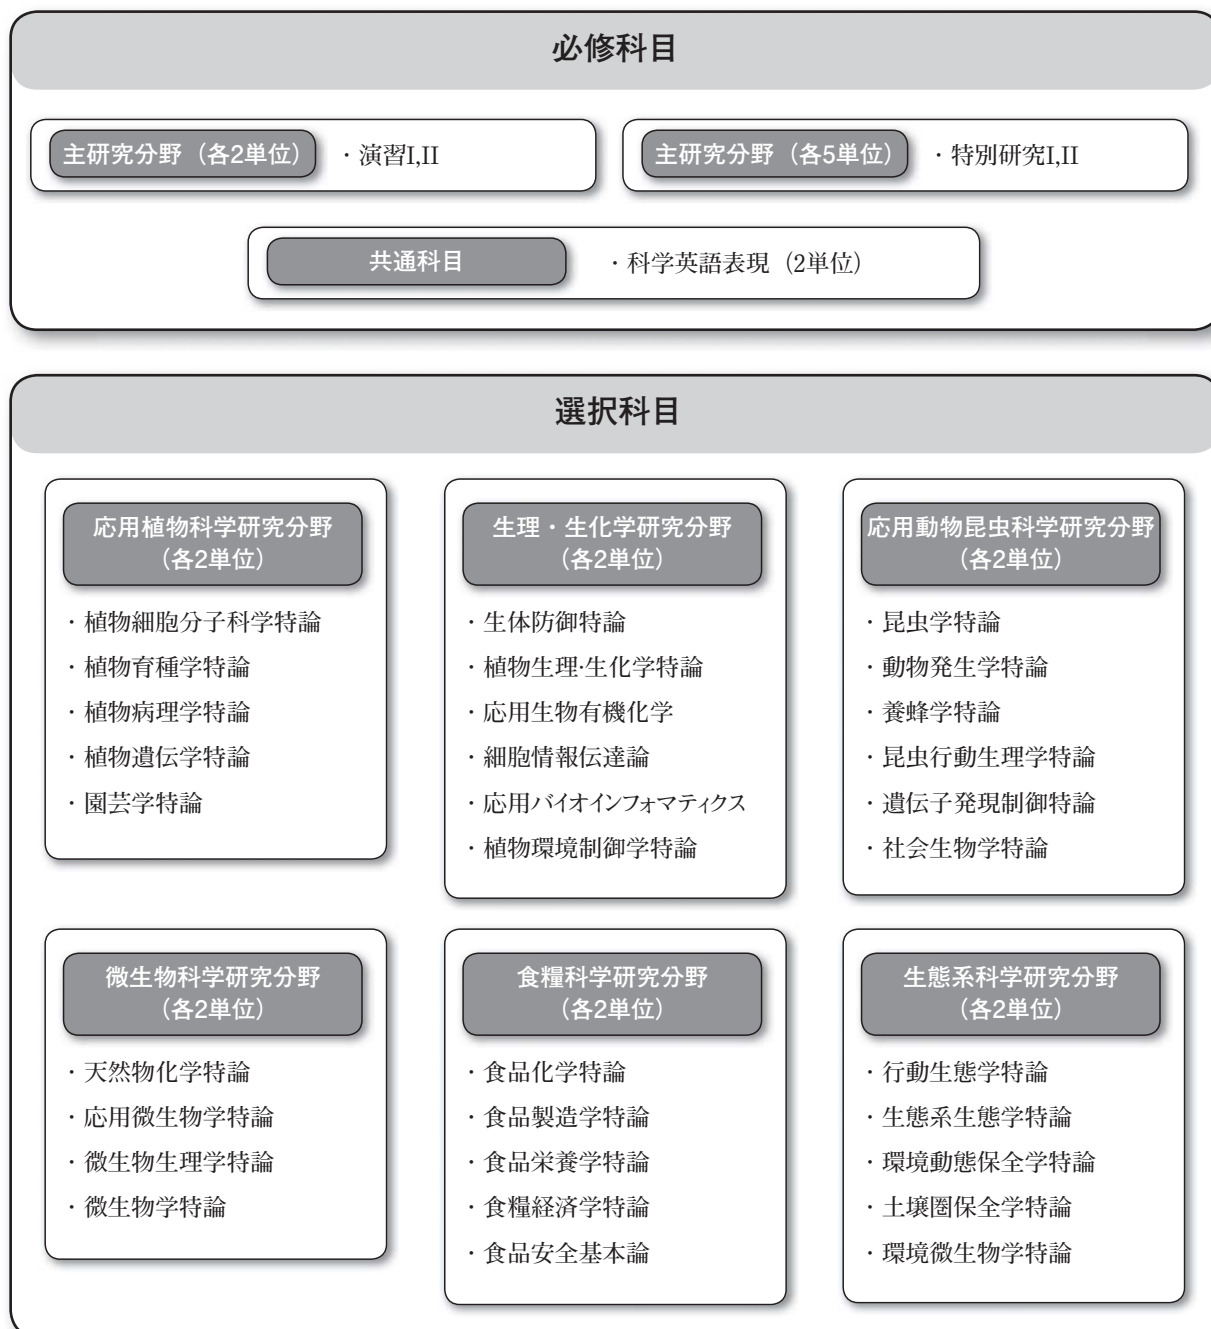 必修科目
主研究分野（各2単位）
・演習I,II
主研究分野（各5単位）
・特別研究I,II
共通科目
・科学英語表現（2単位）
選択科目
応用植物科学研究分野
（各2単位）
・植物細胞分子科学特論
・植物育種学特論
・植物病理学特論
・植物遺伝学特論
・園芸学特論
生理・生化学研究分野
（各2単位）
・生体防御特論
・植物生理·生化学特論
・応用生物有機化学
・細胞情報伝達論
・応用バイオインフォマティクス
・植物環境制御学特論
応用動物昆虫科学研究分野
（各2単位）
・昆虫学特論
・動物発生学特論
・養蜂学特論
・昆虫行動生理学特論
・遺伝子発現制御特論
・社会生物学特論
微生物科学研究分野
（各2単位）
・天然物化学特論
・応用微生物学特論
・微生物生理学特論
・微生物学特論
食糧科学研究分野
（各2単位）
・食品化学特論
・食品製造学特論
・食品栄養学特論
・食糧経済学特論
・食品安全基本論
生態系科学研究分野
（各2単位）
・行動生態学特論
・生態系生態学特論
・環境動態保全学特論
・土壌圏保全学特論
・環境微生物学特論